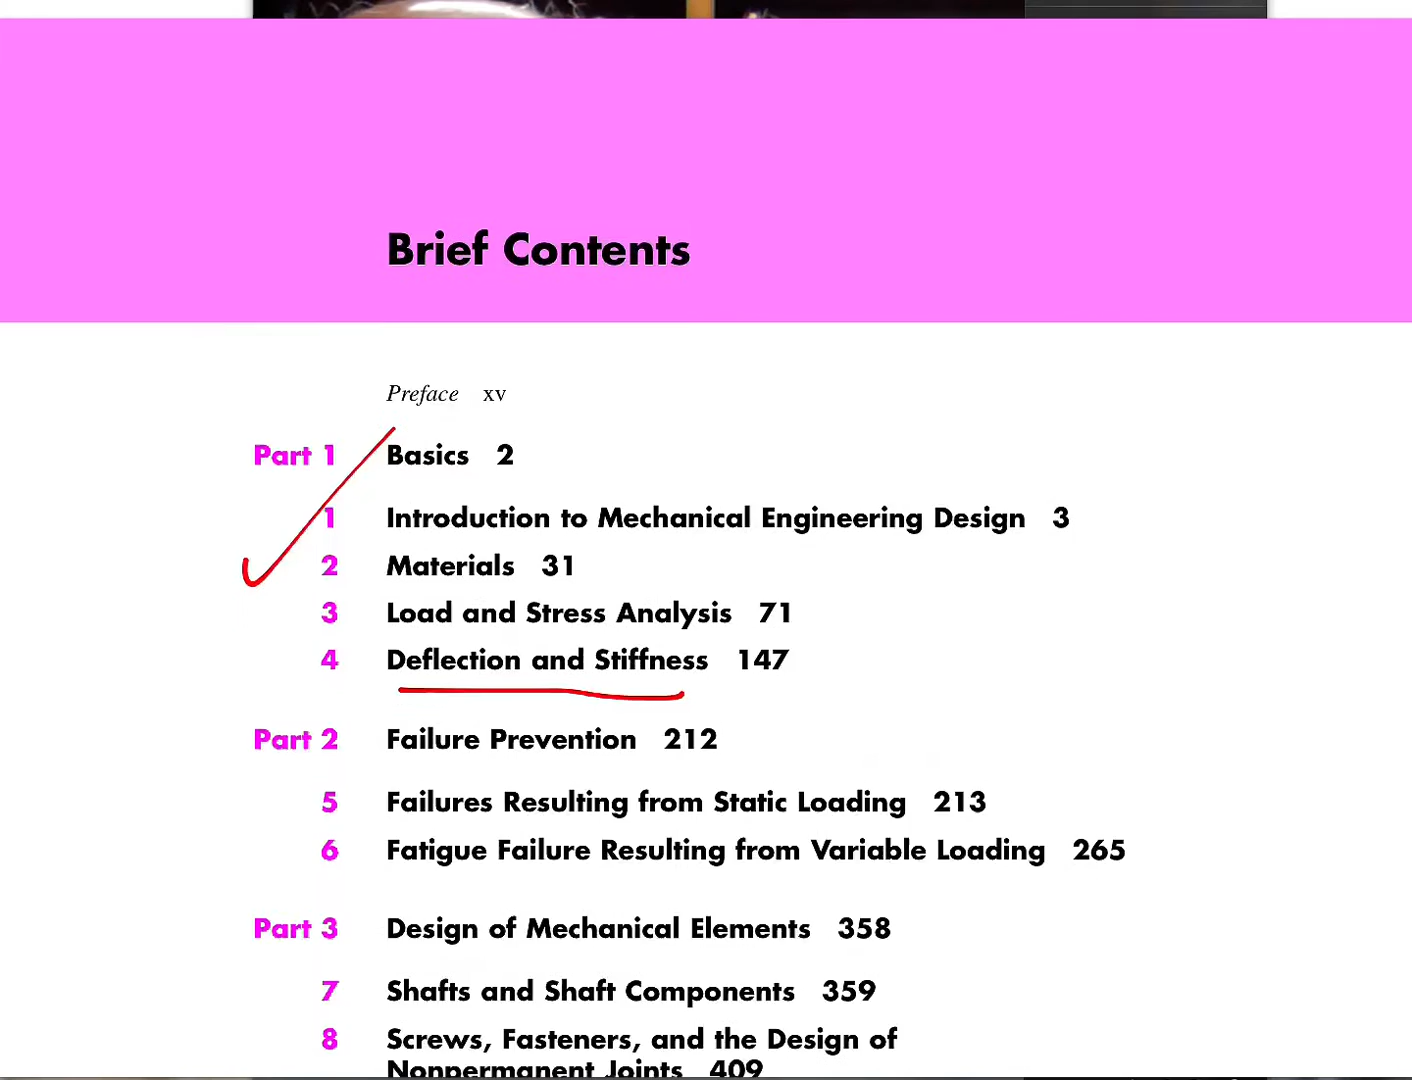 Brief Contents
Preface xv
Part 1 Basics 2
1 Introduction to Mechanical Engineering Design 3
2 Materials 31
3 Load and Stress Analysis 71
4 Deflection and Stiffness 147
Part 2 Failure Prevention 212
5 Failures Resulting from Static Loading 213
6 Fatigue Failure Resulting from Variable Loading 265
Part 3 Design of Mechanical Elements 358
7 Shafts and Shaft Components 359
8 Screws, Fasteners, and the Design of
Nonpermanent Joints 409